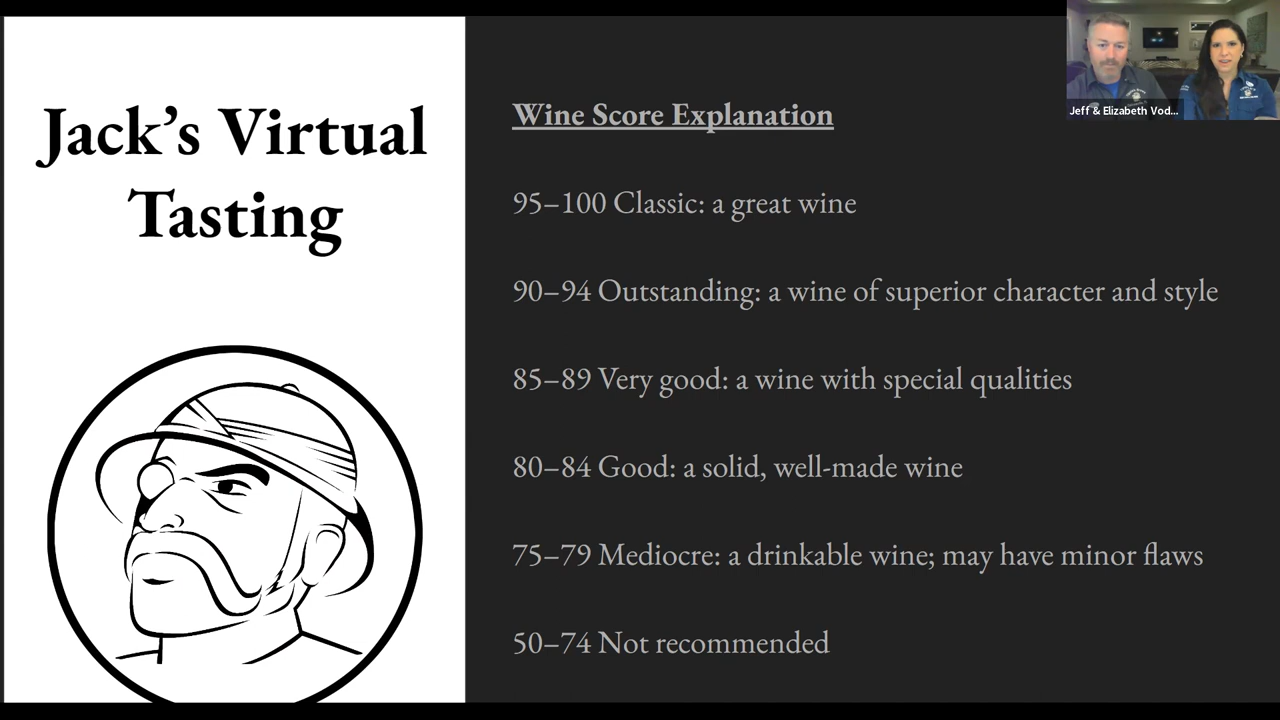 Jack’s Virtual
Tasting
Wine Score Explanation
95–100 Classic: a great wine
90–94 Outstanding: a wine of superior character and style
85–89 Very good: a wine with special qualities
80–84 Good: a solid, well-made wine
75–79 Mediocre: a drinkable wine; may have minor flaws
50–74 Not recommended
Jeff & Elizabeth Vod...